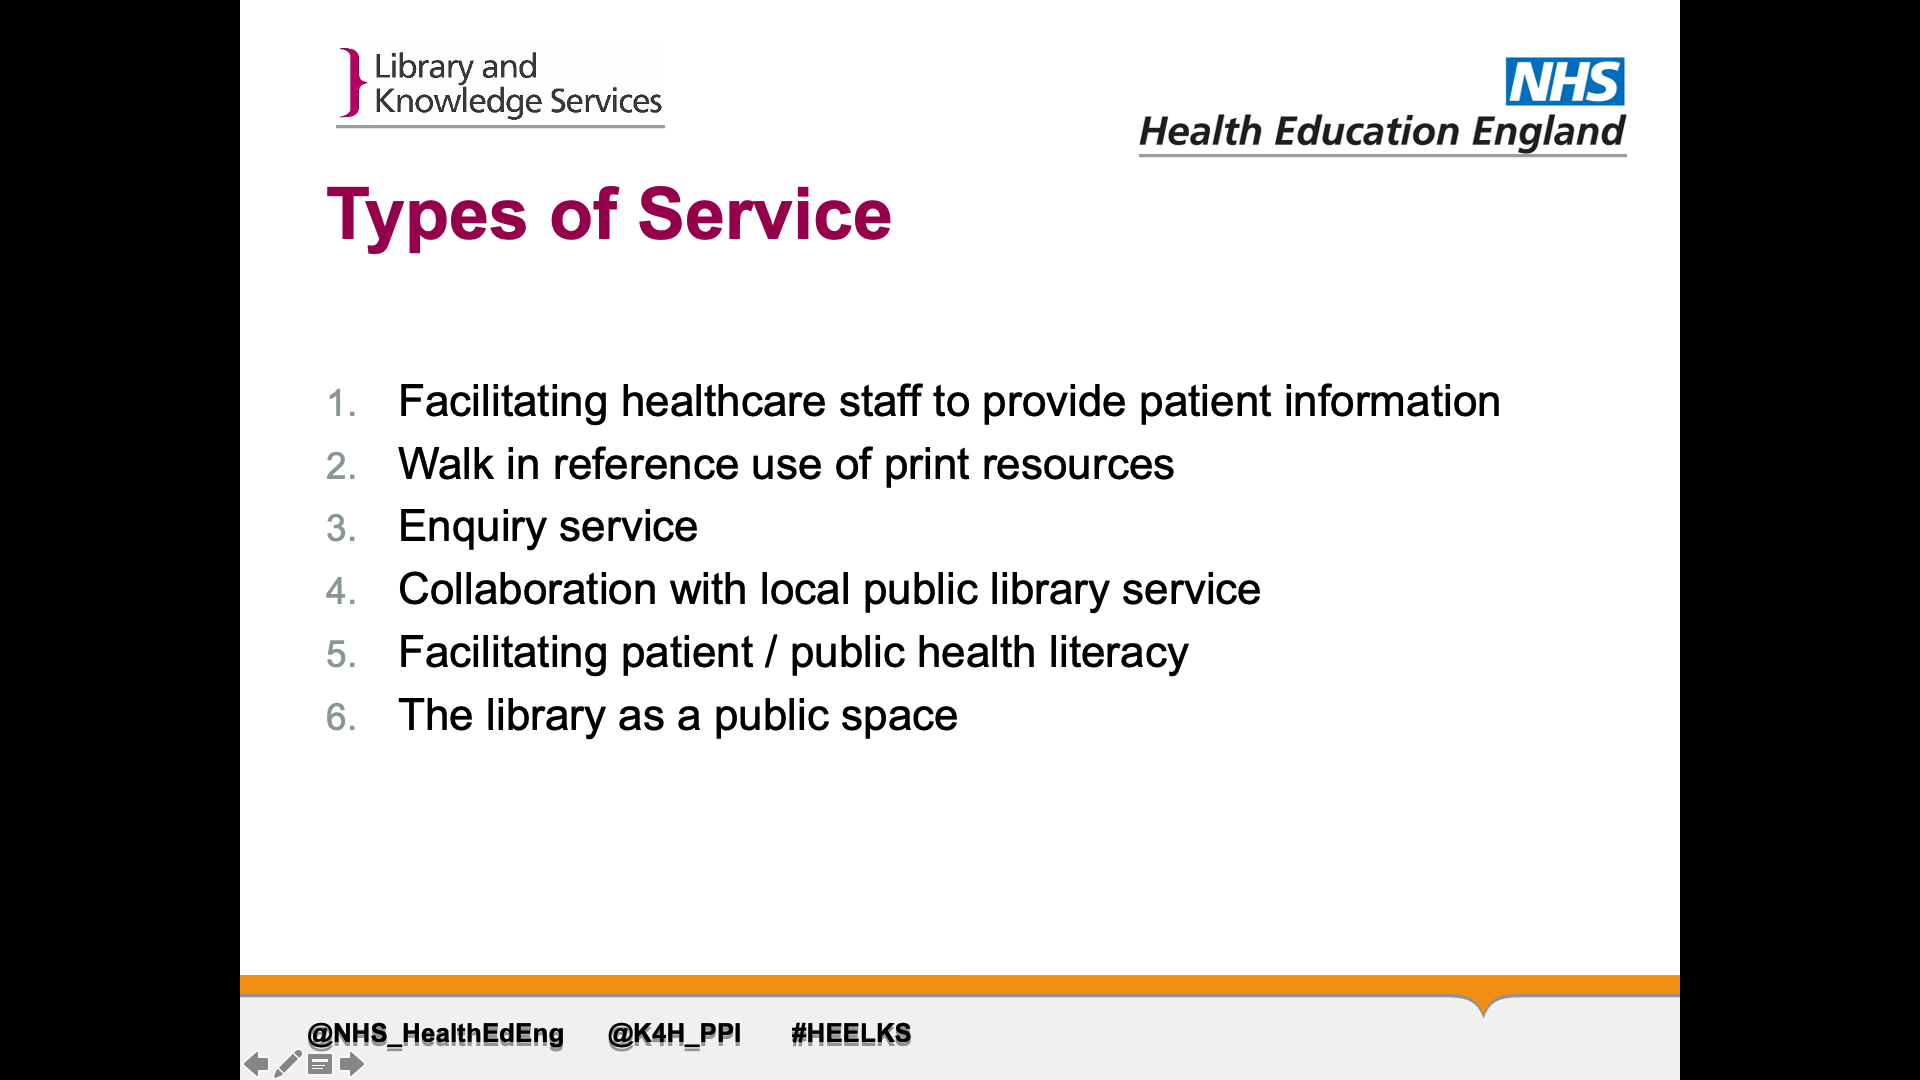 Library and
Knowledge Services
NHS
Health Education England
Types of Service
1. Facilitating healthcare staff to provide patient information
2. Walk in reference use of print resources
3. Enquiry service
4. Collaboration with local public library service
5. Facilitating patient / public health literacy
6. The library as a public space
@NHS_HealthEdEng @K4H_PPI #HEELKS